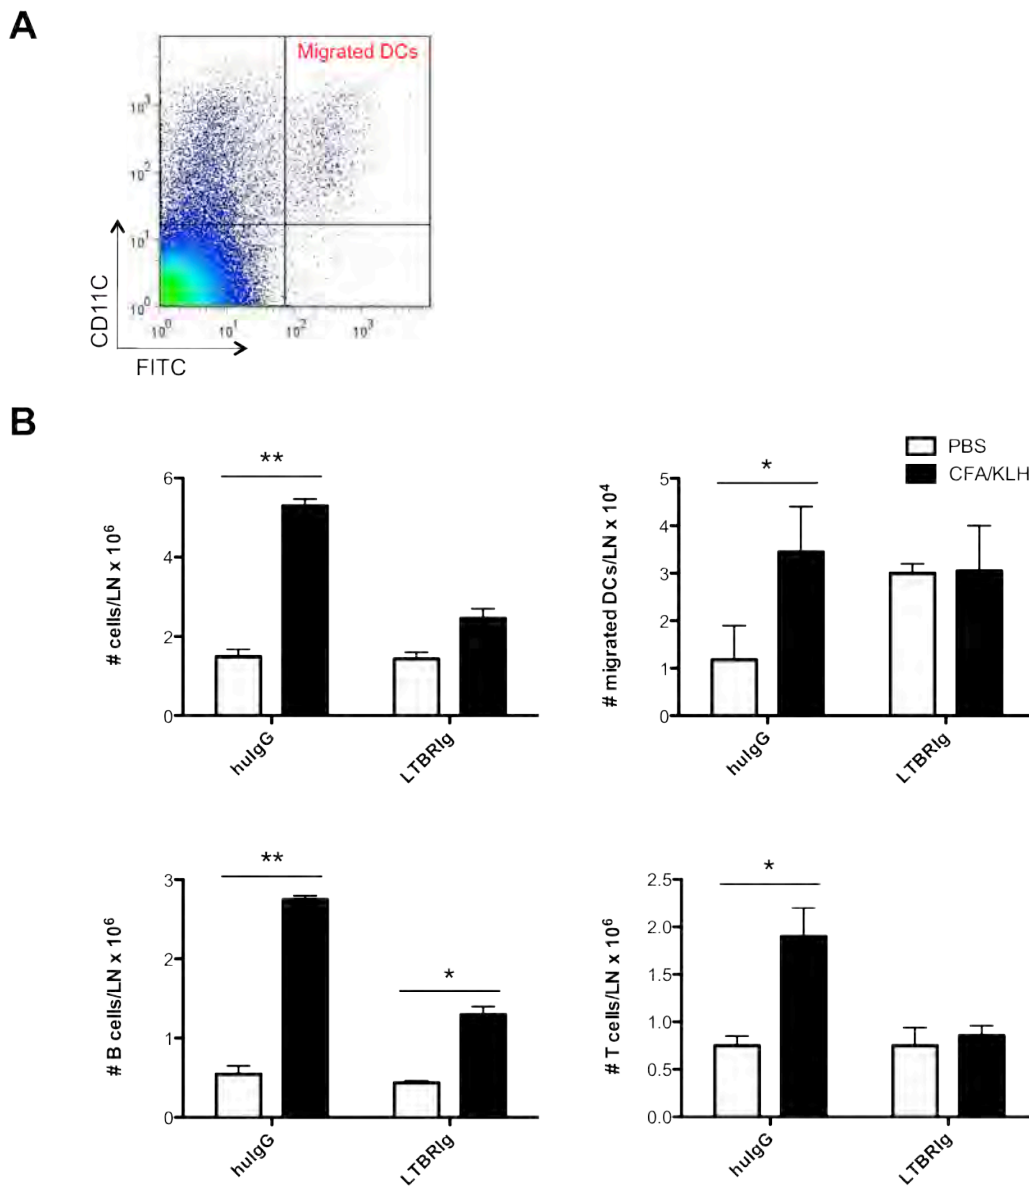 A
Migrated DCs
10³
10²
10¹
10⁰
10⁰ 10¹ 10² 10³
CD11C
FITC
B
PBS
CFA/KLH
**
# cells/LN x 10⁶
6
4
2
0
huIgG LTBRIg
*
# migrated DCs/LN x 10⁴
5
4
3
2
1
0
huIgG LTBRIg
**
*
# B cells/LN x 10⁶
3
2
1
0
huIgG LTBRIg
*
# T cells/LN x 10⁶
2.5
2.0
1.5
1.0
0.5
0.0
huIgG LTBRIg